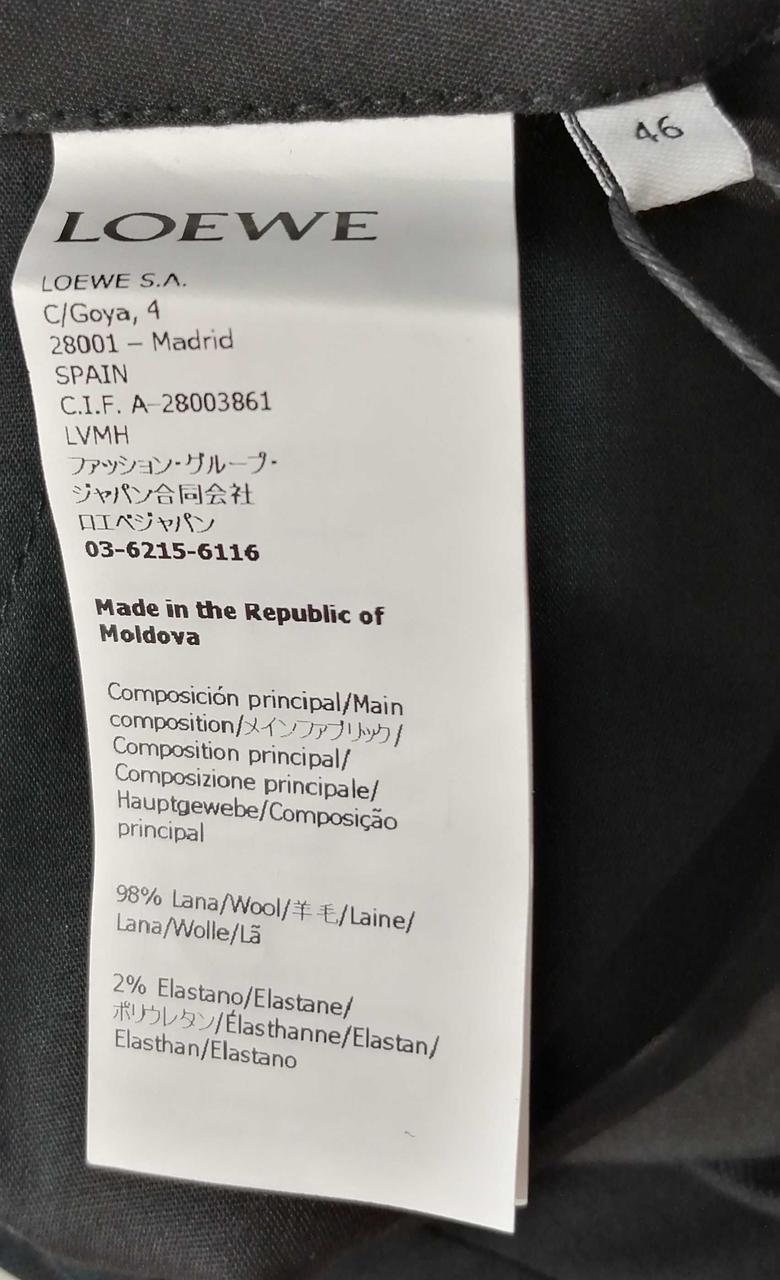 46
LOEWE
LOEWE S.A.
C/Goya, 4
28001 – Madrid
SPAIN
C.I.F. A-28003861
LVMH
ファッション・グループ・
ジャパン合同会社
ロエベジャパン
03-6215-6116
Made in the Republic of
Moldova
Composición principal/Main
composition/メインファブリック/
Composition principal/
Composizione principale/
Hauptgewebe/Composição
principal
98% Lana/Wool/羊毛/Laine/
Lana/Wolle/Lã
2% Elastano/Elastane/
ポリウレタン/Élasthanne/Elastan/
Elasthan/Elastano